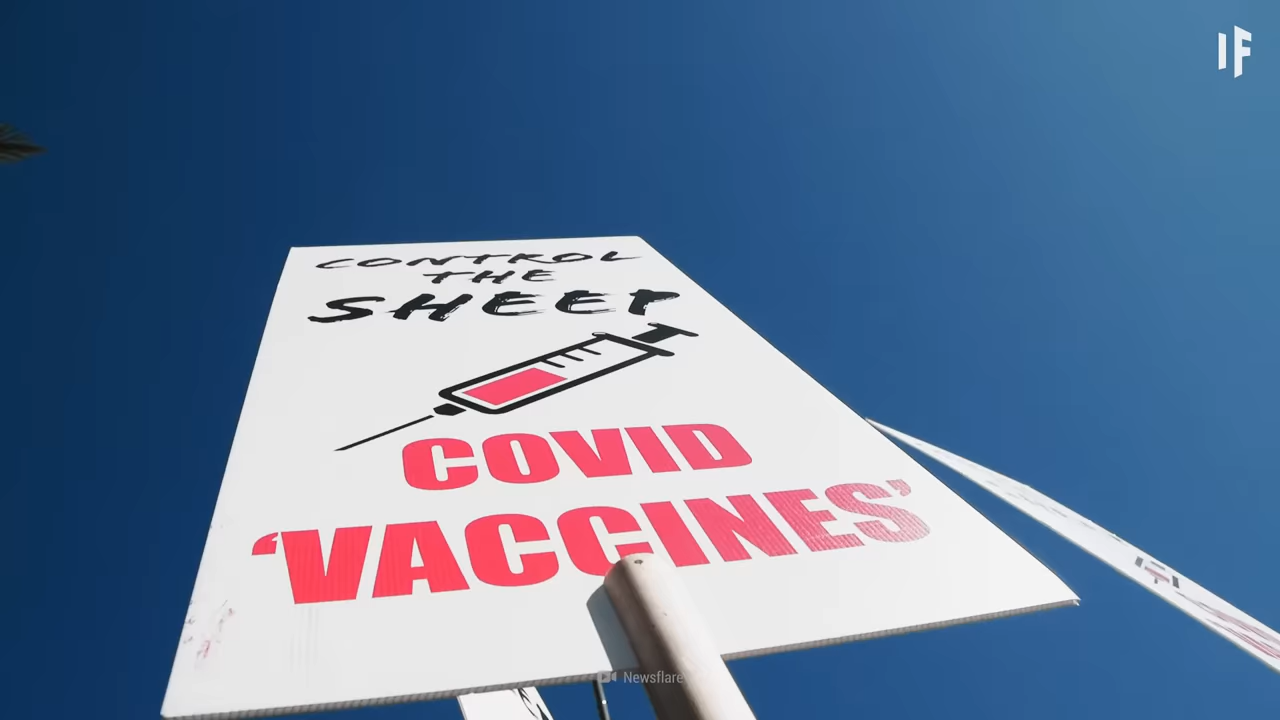 IF
CONTROL
THE
SHEEP
COVID
'VACCINES'
Newsflare